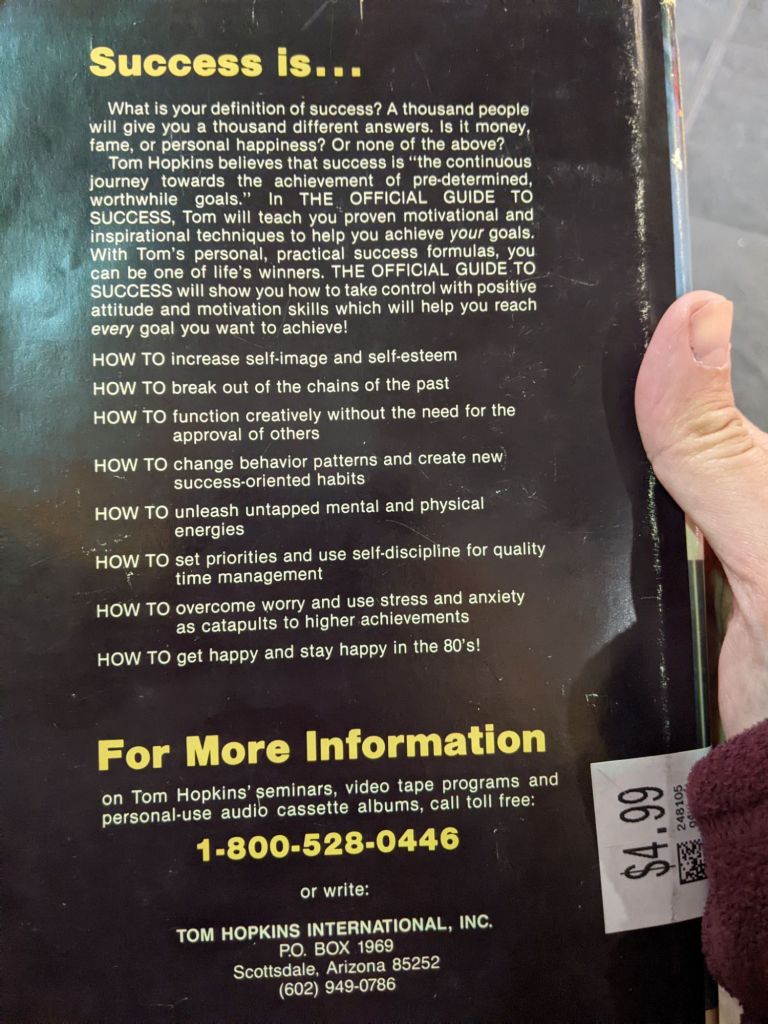 Success is...
What is your definition of success? A thousand people
will give you a thousand different answers. Is it money,
fame, or personal happiness? Or none of the above?
Tom Hopkins believes that success is "the continuous
journey towards the achievement of pre-determined,
worthwhile goals." In THE OFFICIAL GUIDE TO
SUCCESS, Tom will teach you proven motivational and
inspirational techniques to help you achieve your goals.
With Tom's personal, practical success formulas, you
can be one of life's winners. THE OFFICIAL GUIDE TO
SUCCESS will show you how to take control with positive
attitude and motivation skills which will help you reach
every goal you want to achieve!
HOW TO increase self-image and self-esteem
HOW TO break out of the chains of the past
HOW TO function creatively without the need for the
approval of others
HOW TO change behavior patterns and create new
success-oriented habits
HOW TO unleash untapped mental and physical
energies
HOW TO set priorities and use self-discipline for quality
time management
HOW TO overcome worry and use stress and anxiety
as catapults to higher achievements
HOW TO get happy and stay happy in the 80's!
For More Information
on Tom Hopkins' seminars, video tape programs and
personal-use audio cassette albums, call toll free:
1-800-528-0446
or write:
TOM HOPKINS INTERNATIONAL, INC.
P.O. BOX 1969
Scottsdale, Arizona 85252
(602) 949-0786
$4.99
248105